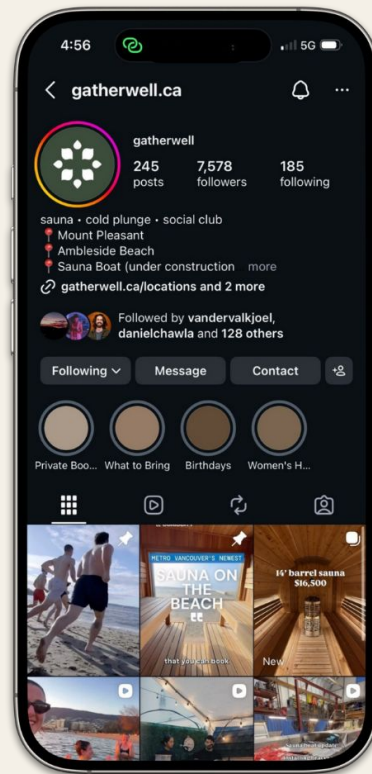 4:56
5G
gatherwell.ca
gatherwell
245 7,578 185
posts followers following
sauna • cold plunge • social club
📍 Mount Pleasant
📍 Ambleside Beach
📍 Sauna Boat (under construction more
gatherwell.ca/locations and 2 more
Followed by vandervalkjoel,
danielchawla and 128 others
Following Message Contact
Private Boo... What to Bring Birthdays Women's H...
METRO VANCOUVER'S NEWEST
SAUNA ON
THE
BEACH
that you can book
14' barrel sauna
$16,500
New